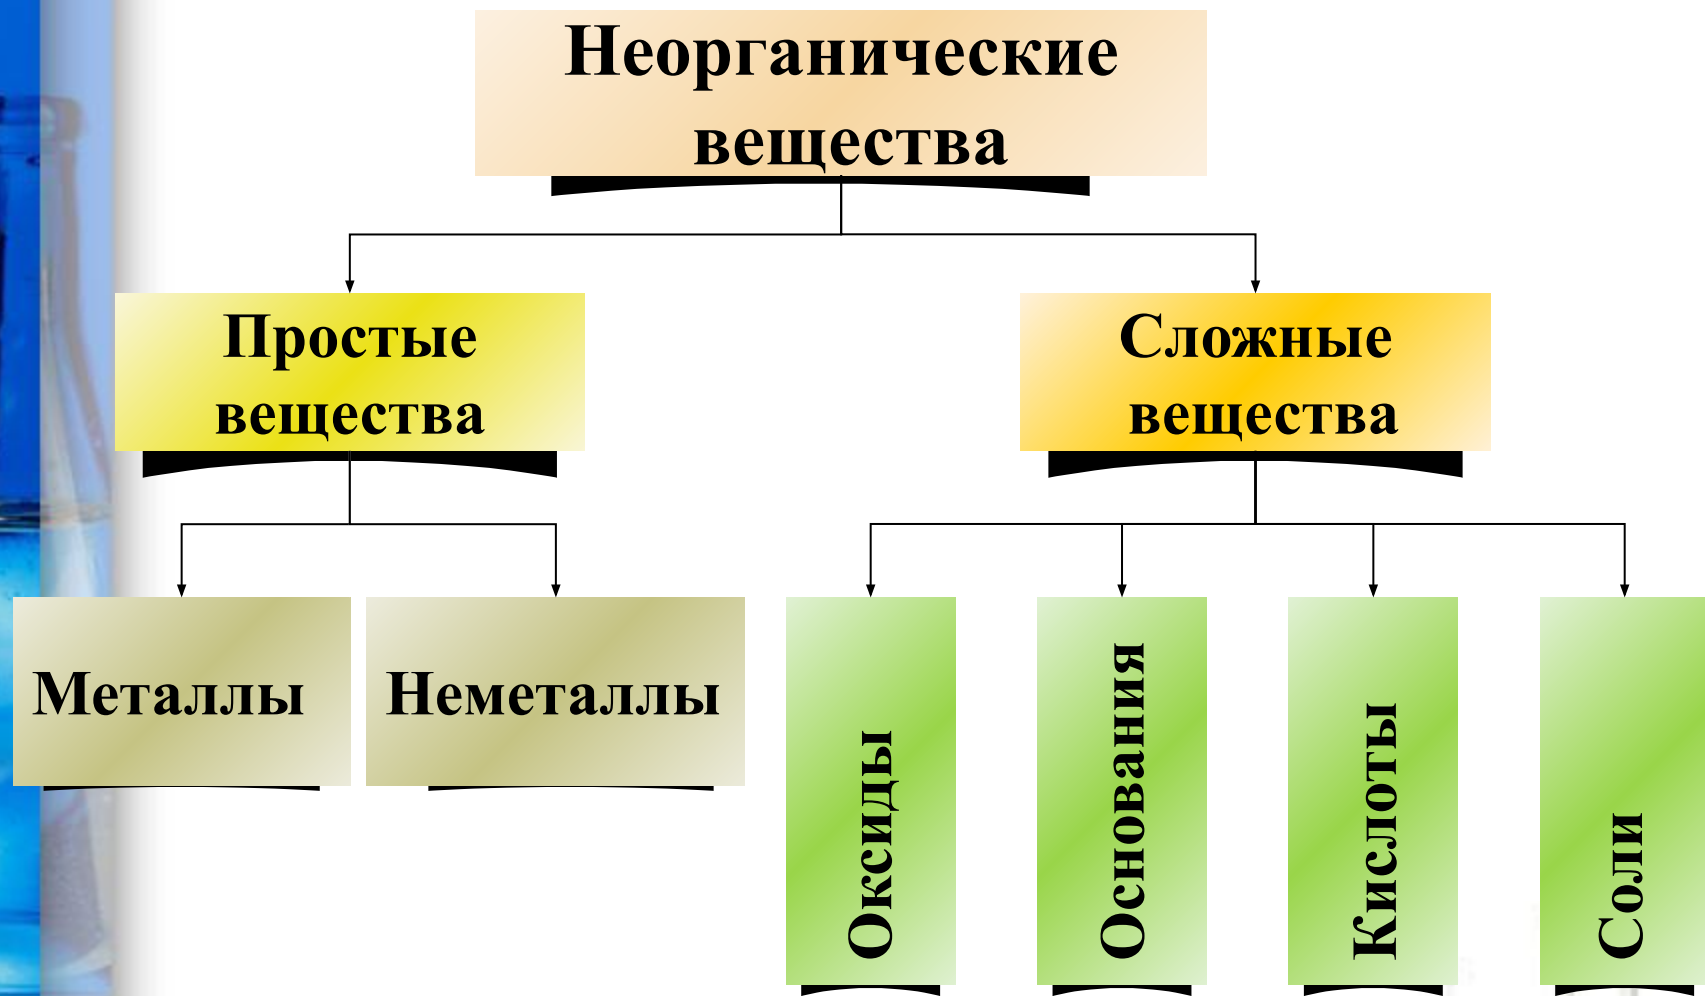 Неорганические
вещества
Простые
вещества
Сложные
вещества
Металлы
Неметаллы
Оксиды
Основания
Кислоты
Соли